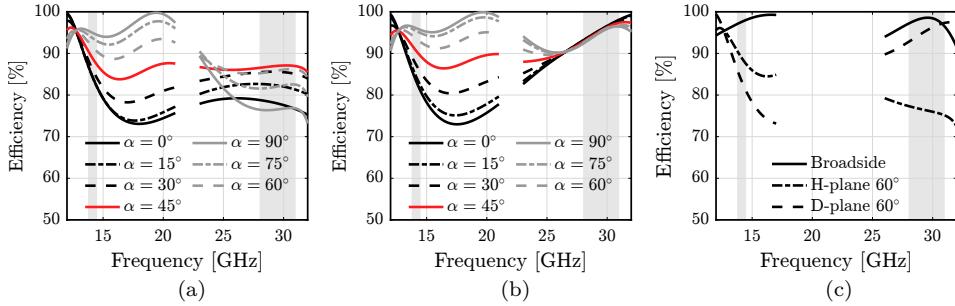 100
90
80
70
60
50
Efficiency [%]
α = 0° α = 90°
α = 15° α = 75°
α = 30° α = 60°
α = 45°
15 20 25 30
Frequency [GHz]
(a)
100
90
80
70
60
50
Efficiency [%]
α = 0° α = 90°
α = 15° α = 75°
α = 30° α = 60°
α = 45°
15 20 25 30
Frequency [GHz]
(b)
100
90
80
70
60
50
Efficiency [%]
Broadside
H-plane 60°
D-plane 60°
15 20 25 30
Frequency [GHz]
(c)